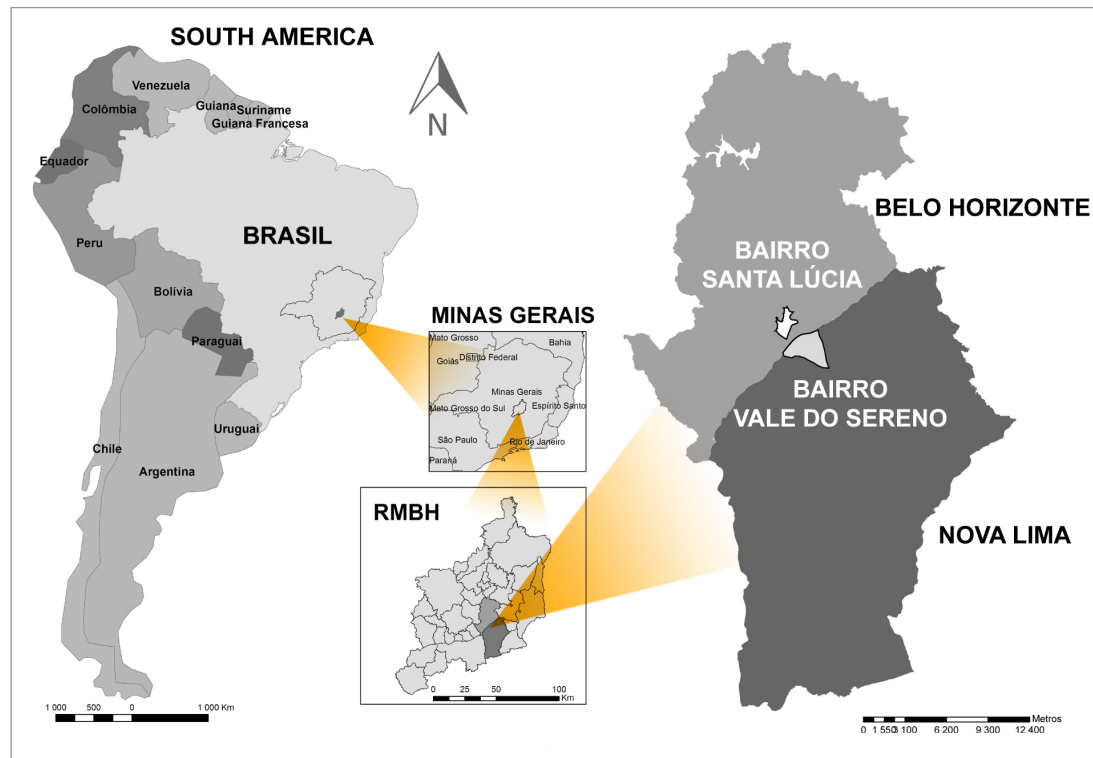 SOUTH AMERICA
Venezuela
Colômbia
Guiana
Suriname
Guiana Francesa
Equador
Peru
BRASIL
Bolívia
Paraguai
Uruguai
Chile
Argentina
1 000 500 0 1 000 Km
N
MINAS GERAIS
Mato Grosso
Bahia
Goiás
Distrito Federal
Minas Gerais
Mato Grosso do Sul
Espírito Santo
São Paulo
Rio de Janeiro
Paraná
RMBH
0 25 50 100
Km
BELO HORIZONTE
BAIRRO
SANTA LÚCIA
BAIRRO
VALE DO SERENO
NOVA LIMA
Metros
0 1 550 3 100 6 200 9 300 12 400